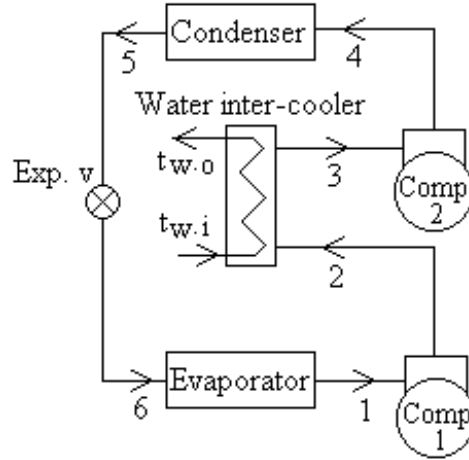 Condenser
5
4
Water inter-cooler
tw.o
3
Exp. v
Comp
2
tw.i
2
Evaporator
6
1
Comp
1